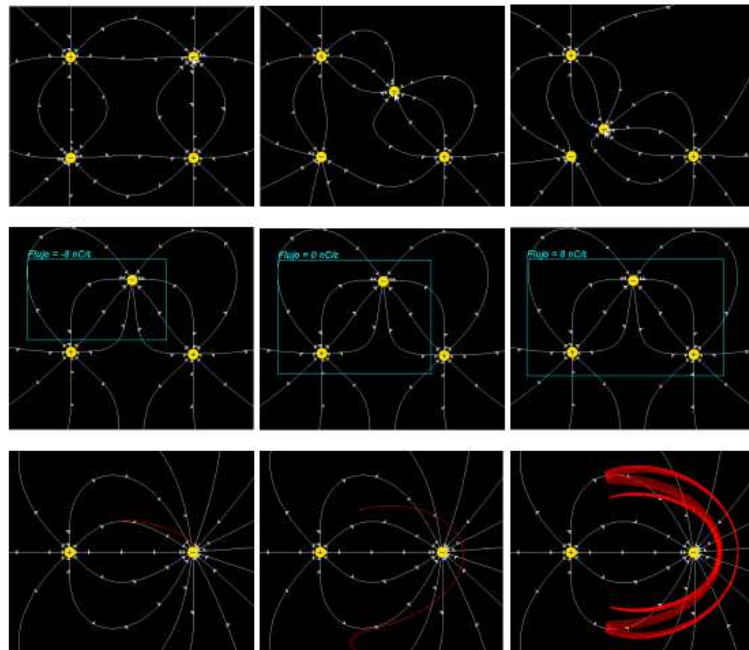 Flujo = -8 nC/ε
Flujo = 0 nC/ε
Flujo = 8 nC/ε